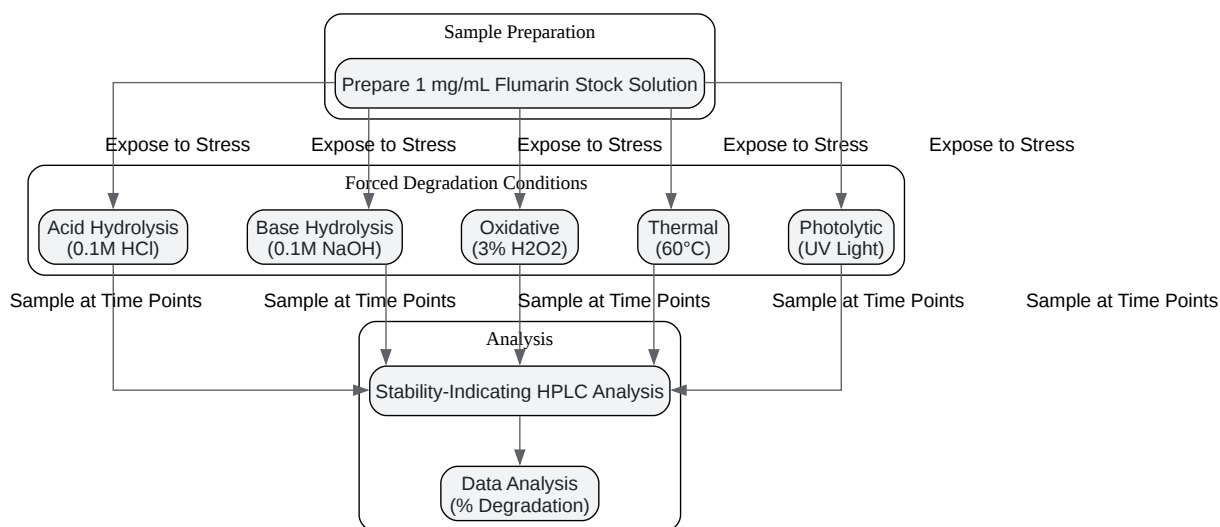 Sample Preparation
Prepare 1 mg/mL Flumarin Stock Solution
Expose to Stress
Expose to Stress
Expose to Stress
Expose to Stress
Expose to Stress
Forced Degradation Conditions
Acid Hydrolysis
(0.1M HCl)
Base Hydrolysis
(0.1M NaOH)
Oxidative
(3% H2O2)
Thermal
(60°C)
Photolytic
(UV Light)
Sample at Time Points
Sample at Time Points
Sample at Time Points
Sample at Time Points
Sample at Time Points
Analysis
Stability-Indicating HPLC Analysis
Data Analysis
(% Degradation)